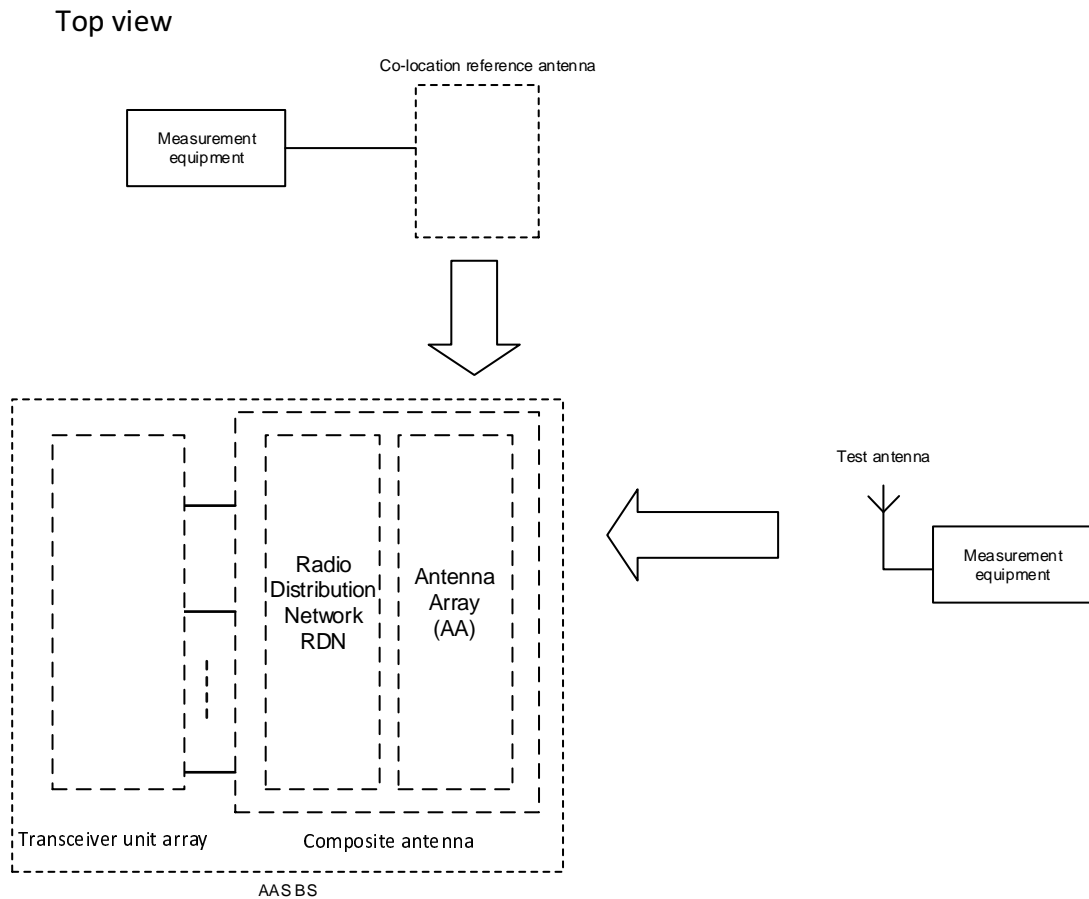 Top view
Co-location reference antenna
Measurement
equipment
Test antenna
Measurement
equipment
Radio
Distribution
Network
RDN
Antenna
Array
(AA)
Transceiver unit array
Composite antenna
AAS BS